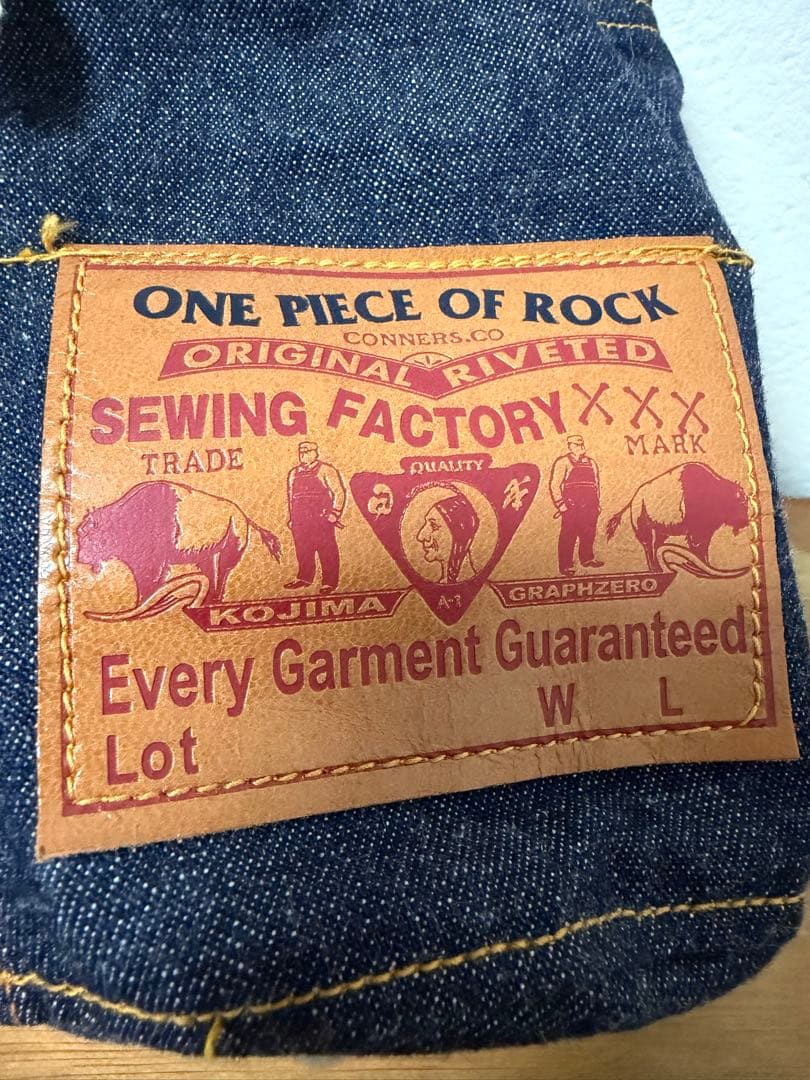 ONE PIECE OF ROCK
CONNERS.CO
ORIGINAL RIVETED
SEWING FACTORY XXX
TRADE MARK
QUALITY
KOJIMA GRAPHZERO
Every Garment Guaranteed
W L
Lot